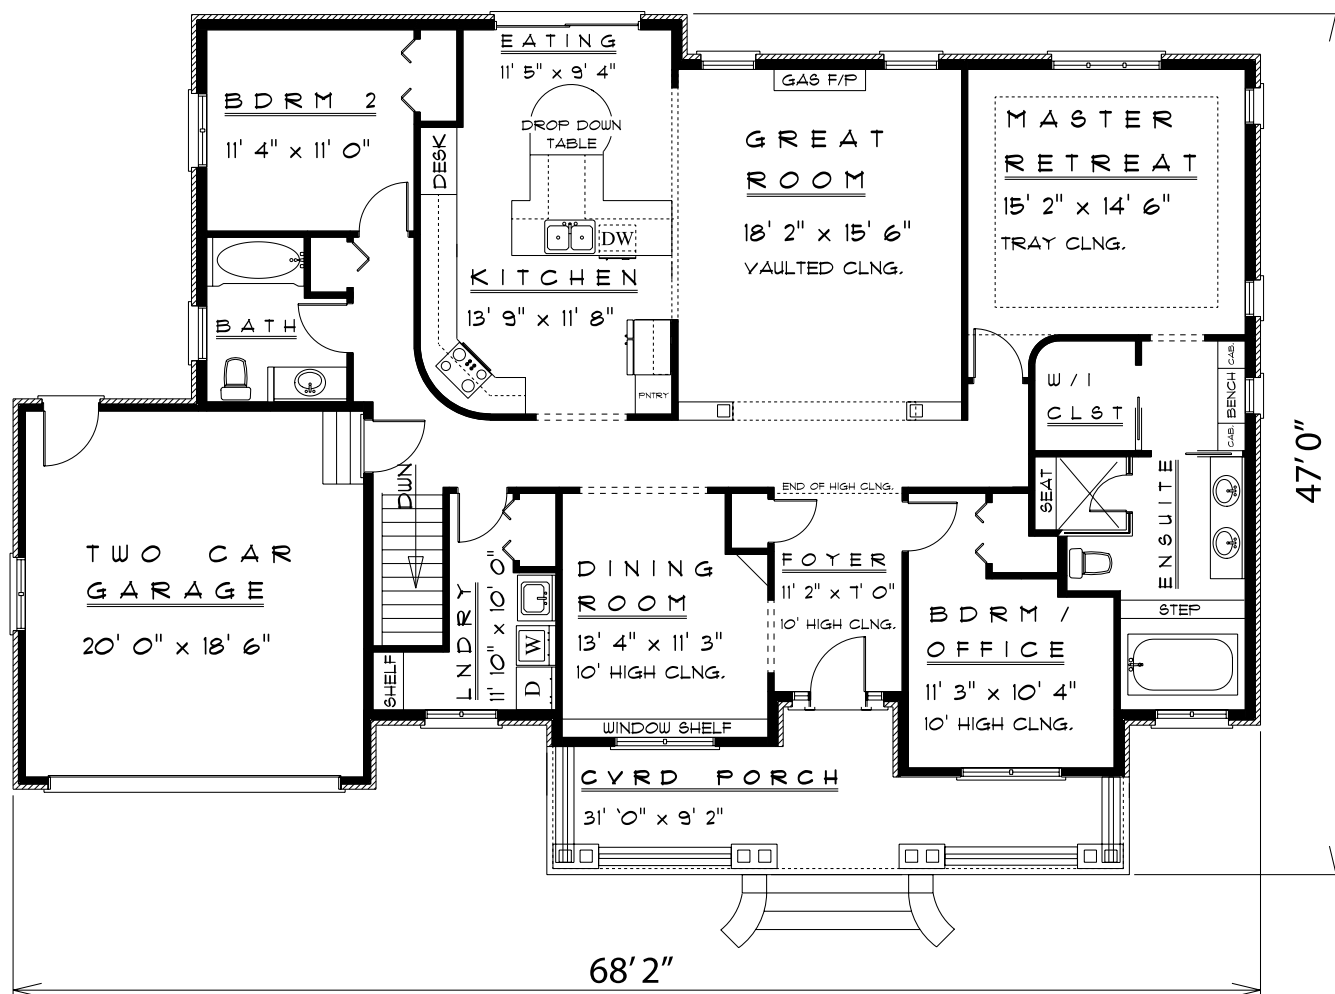 EATING
11' 5" x 9' 4"
BDRM 2
11' 4" x 11' 0"
DROP DOWN
TABLE
DESK
DW
KITCHEN
13' 9" x 11' 8"
PNTRY
GAS F/P
GREAT
ROOM
18' 2" x 15' 6"
VAULTED CLNG.
MASTER
RETREAT
15' 2" x 14' 6"
TRAY CLNG.
BATH
W/I
CLST
CAB.
BENCH
CAB.
47'0"
DWN
END OF HIGH CLNG.
SEAT
ENSUITE
STEP
TWO CAR
GARAGE
20' 0" x 18' 6"
SHELF
LNDRY
11' 10" x 10' 0"
W
D
DINING
ROOM
13' 4" x 11' 3"
10' HIGH CLNG.
WINDOW SHELF
FOYER
11' 2" x 7' 0"
10' HIGH CLNG.
BDRM /
OFFICE
11' 3" x 10' 4"
10' HIGH CLNG.
CVRD PORCH
31' '0" x 9' 2"
68'2"